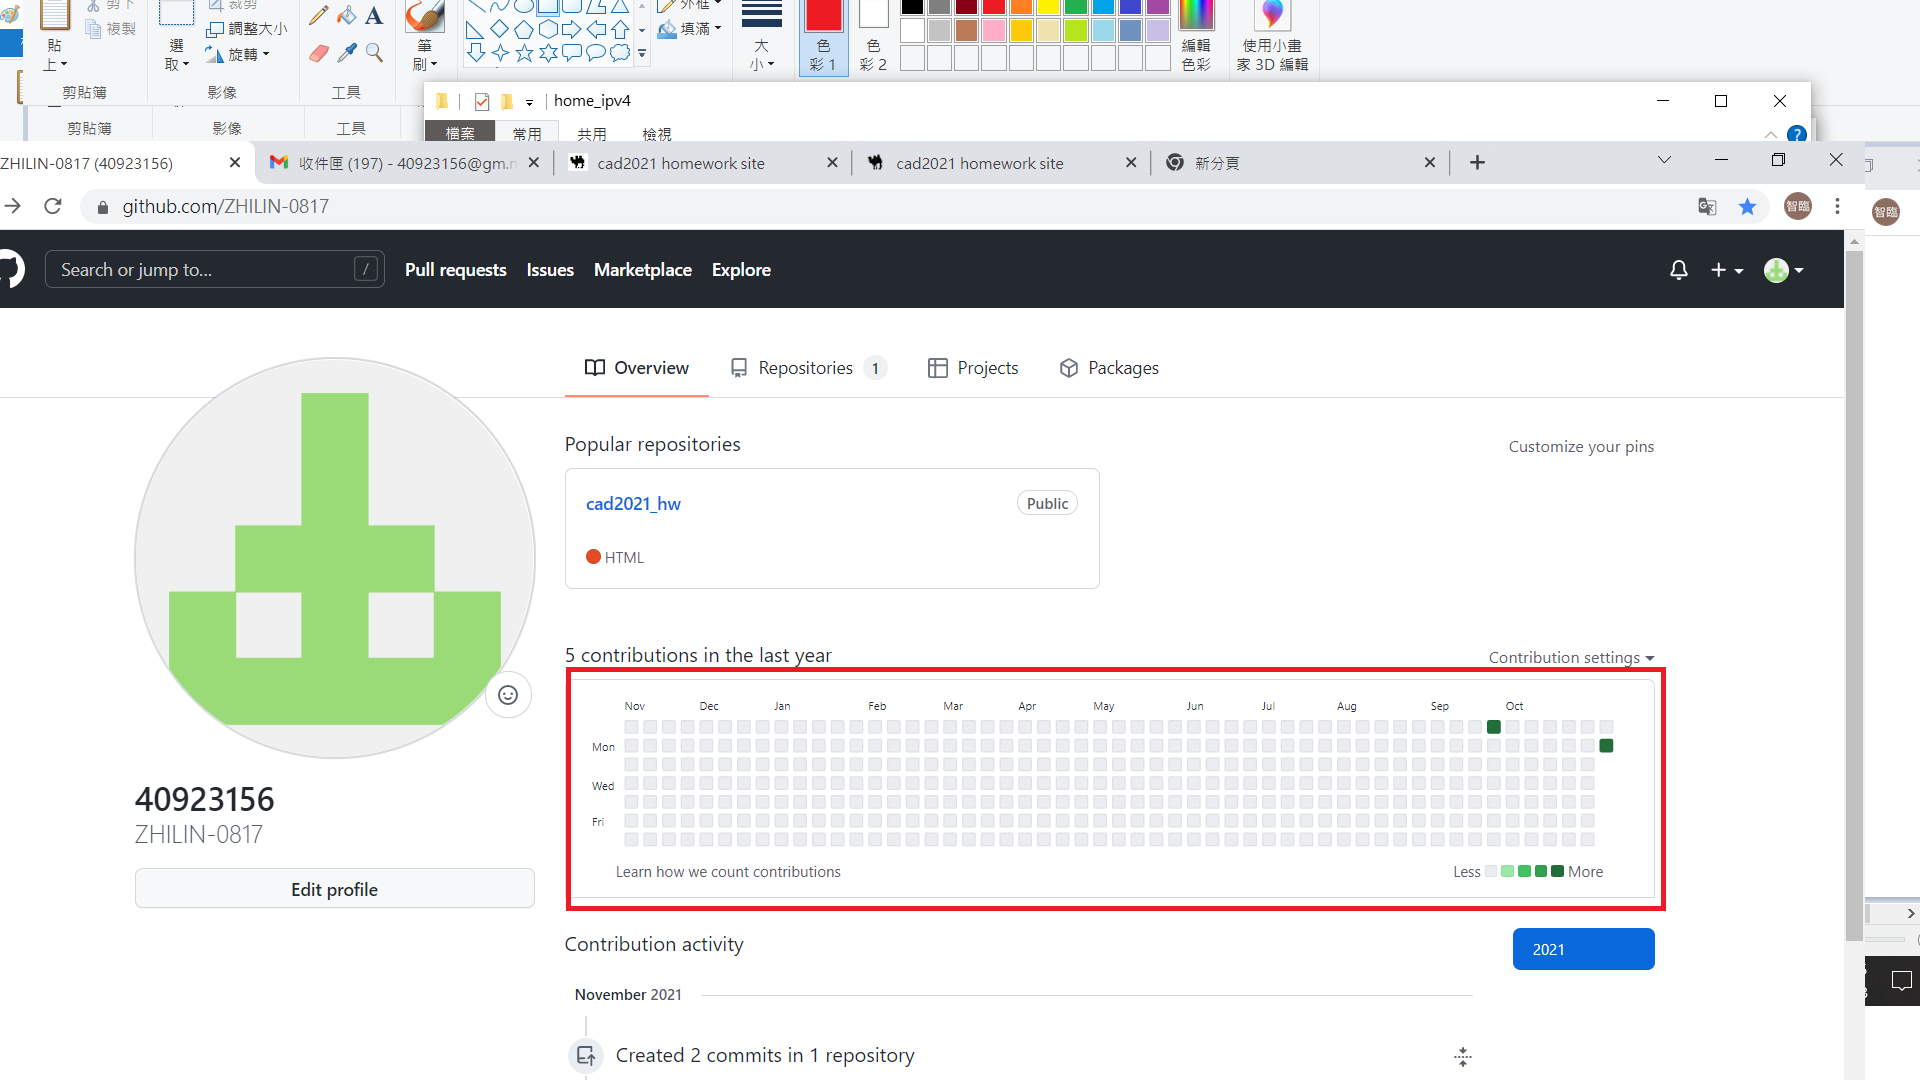 剪下
複製
貼
上
剪貼簿
裁剪
調整大小
旋轉
選
取
影像
工具
筆
刷
外框
填滿
大
小
色
彩 1
色
彩 2
編輯
色彩
使用小畫
家 3D 編輯
剪貼簿
影像
工具
home_ipv4
檔案
常用
共用
檢視
ZHILIN-0817 (40923156)
收件匣 (197) - 40923156@gm.n
cad2021 homework site
cad2021 homework site
新分頁
github.com/ZHILIN-0817
智臨
智臨
Search or jump to...
/
Pull requests
Issues
Marketplace
Explore
Overview
Repositories 1
Projects
Packages
Popular repositories
Customize your pins
cad2021_hw
Public
HTML
5 contributions in the last year
Contribution settings
Nov Dec Jan Feb Mar Apr May Jun Jul Aug Sep Oct
Mon
Wed
Fri
Learn how we count contributions
Less
More
40923156
ZHILIN-0817
Edit profile
Contribution activity
2021
November 2021
Created 2 commits in 1 repository